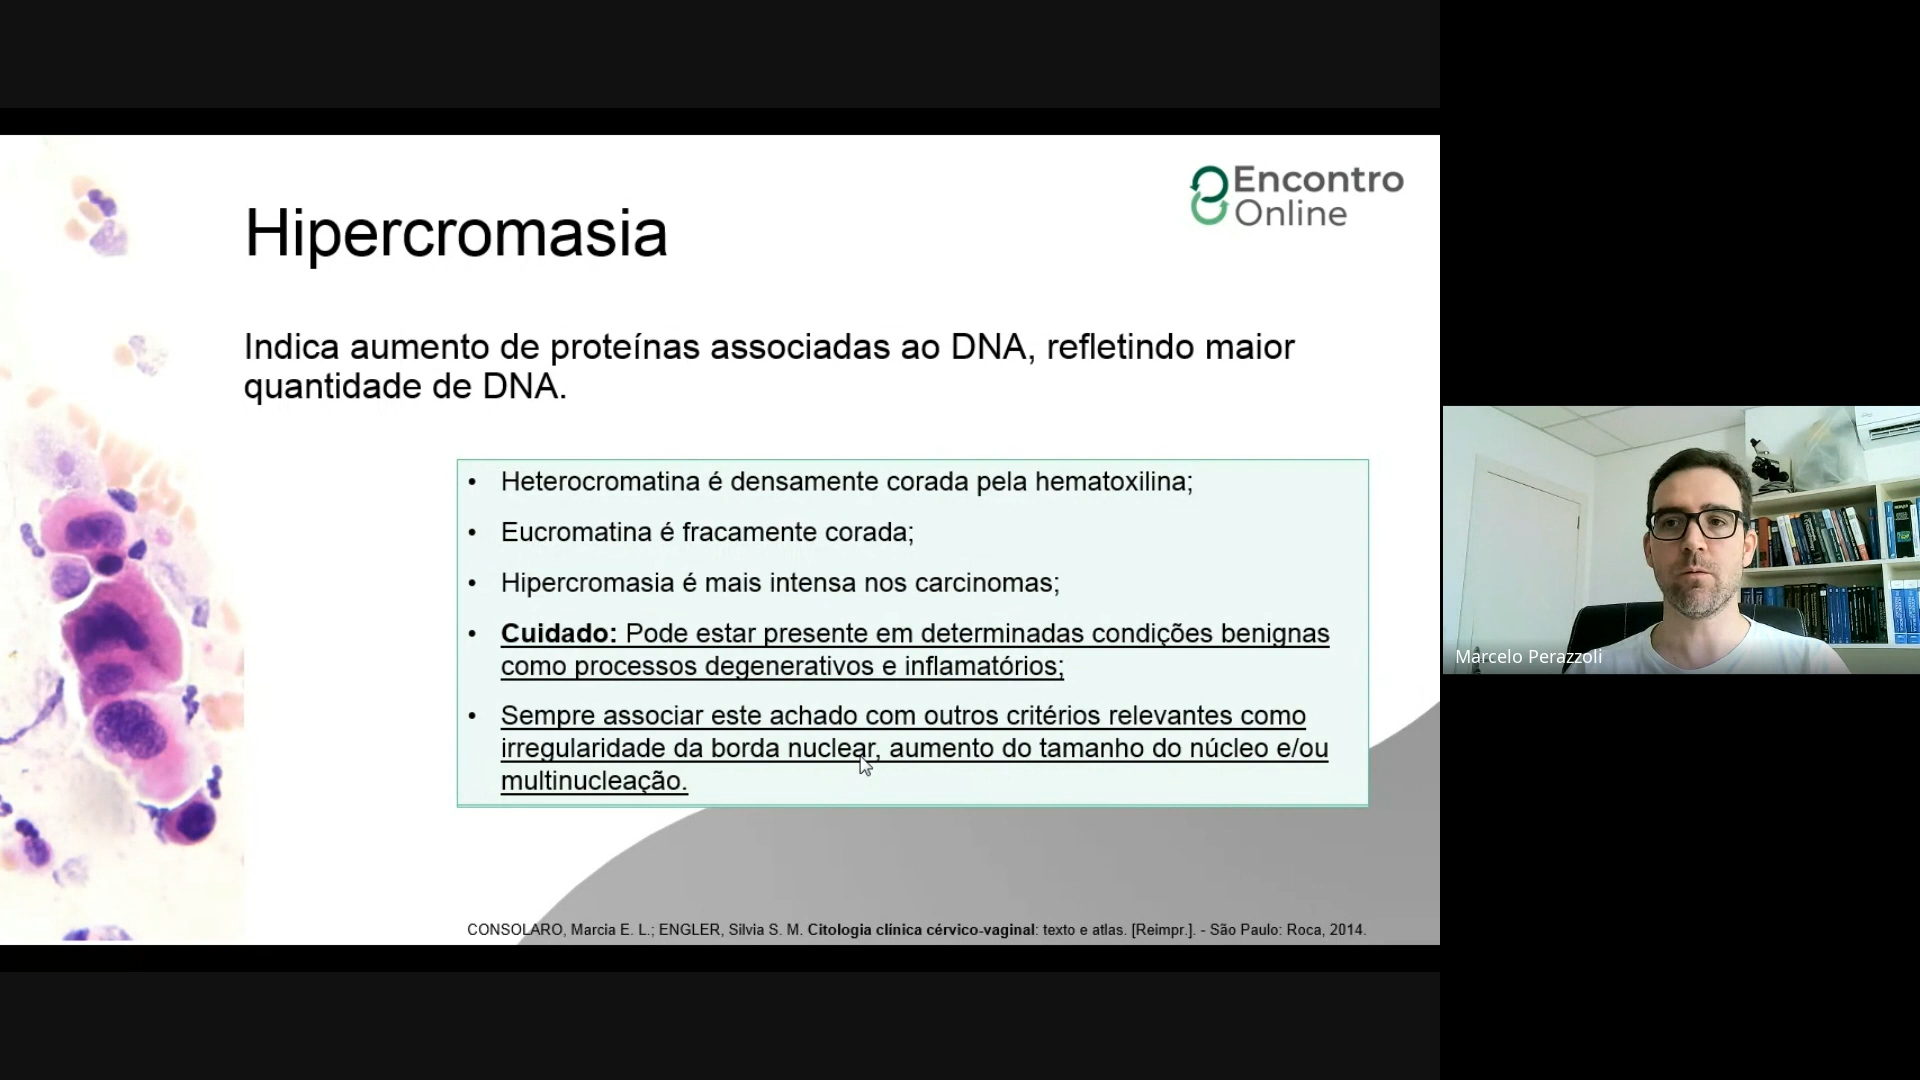 Encontro
Online
Hipercromasia
Indica aumento de proteínas associadas ao DNA, refletindo maior
quantidade de DNA.
• Heterocromatina é densamente corada pela hematoxilina;
• Eucromatina é fracamente corada;
• Hipercromasia é mais intensa nos carcinomas;
• Cuidado: Pode estar presente em determinadas condições benignas
como processos degenerativos e inflamatórios;
• Sempre associar este achado com outros critérios relevantes como
irregularidade da borda nuclear, aumento do tamanho do núcleo e/ou
multinucleação.
CONSOLARO, Marcia E. L.; ENGLER, Silvia S. M. Citologia clínica cérvico-vaginal: texto e atlas. [Reimpr.]. - São Paulo: Roca, 2014.
Marcelo Perazzoli